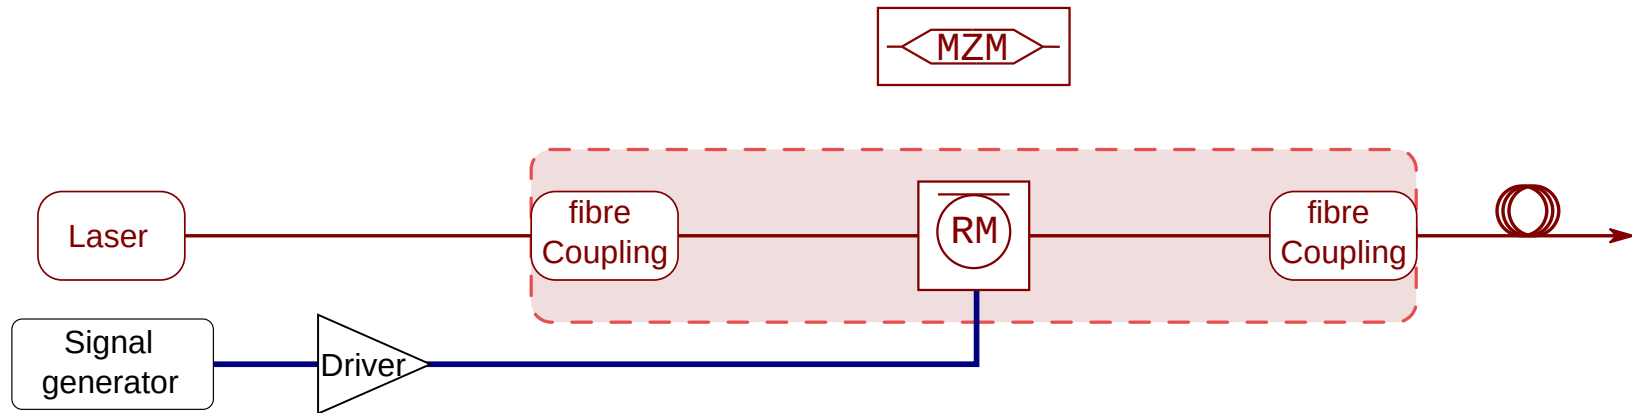 MZM
Laser
fibre
Coupling
RM
fibre
Coupling
Signal
generator
Driver